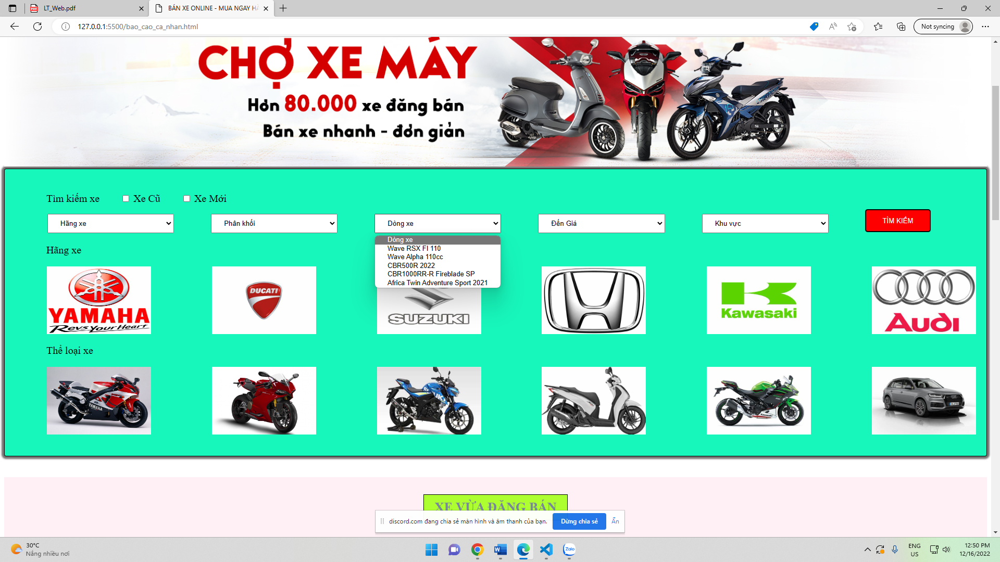 LT_Web.pdf
BÁN XE ONLINE - MUA NGAY HÀ
127.0.0.1:5500/bao_cao_ca_nhan.html
Not syncing
CHỢ XE MÁY
Hơn 80.000 xe đăng bán
Bán xe nhanh - đơn giản
Tìm kiếm xe Xe Cũ Xe Mới
Hãng xe Phân khối Dòng xe Đến Giá Khu vực TÌM KIẾM
Dòng xe
Wave RSX FI 110
Wave Alpha 110cc
CBR500R 2022
CBR1000RR-R Fireblade SP
Africa Twin Adventure Sport 2021
Hãng xe
YAMAHA
Revs Your Heart
DUCATI
SUZUKI
Kawasaki
Audi
Thể loại xe
YAMAHA
XE VỪA ĐĂNG BÁN
discord.com đang chia sẻ màn hình và âm thanh của bạn. Dừng chia sẻ Ẩn
30°C
Nắng nhiều nơi
Zalo
ENG
US
12:50 PM
12/16/2022